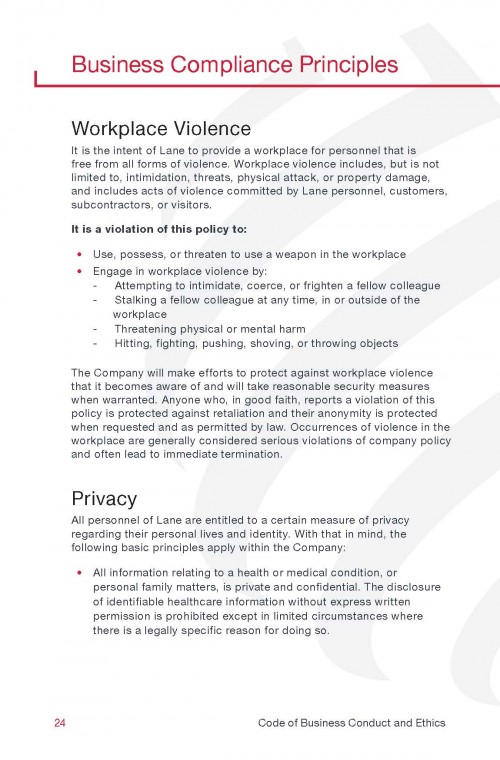 Business Compliance Principles
Workplace Violence
It is the intent of Lane to provide a workplace for personnel that is
free from all forms of violence. Workplace violence includes, but is not
limited to, intimidation, threats, physical attack, or property damage,
and includes acts of violence committed by Lane personnel, customers,
subcontractors, or visitors.
It is a violation of this policy to:
• Use, possess, or threaten to use a weapon in the workplace
• Engage in workplace violence by:
- Attempting to intimidate, coerce, or frighten a fellow colleague
- Stalking a fellow colleague at any time, in or outside of the
workplace
- Threatening physical or mental harm
- Hitting, fighting, pushing, shoving, or throwing objects
The Company will make efforts to protect against workplace violence
that it becomes aware of and will take reasonable security measures
when warranted. Anyone who, in good faith, reports a violation of this
policy is protected against retaliation and their anonymity is protected
when requested and as permitted by law. Occurrences of violence in the
workplace are generally considered serious violations of company policy
and often lead to immediate termination.
Privacy
All personnel of Lane are entitled to a certain measure of privacy
regarding their personal lives and identity. With that in mind, the
following basic principles apply within the Company:
• All information relating to a health or medical condition, or
personal family matters, is private and confidential. The disclosure
of identifiable healthcare information without express written
permission is prohibited except in limited circumstances where
there is a legally specific reason for doing so.
24 Code of Business Conduct and Ethics